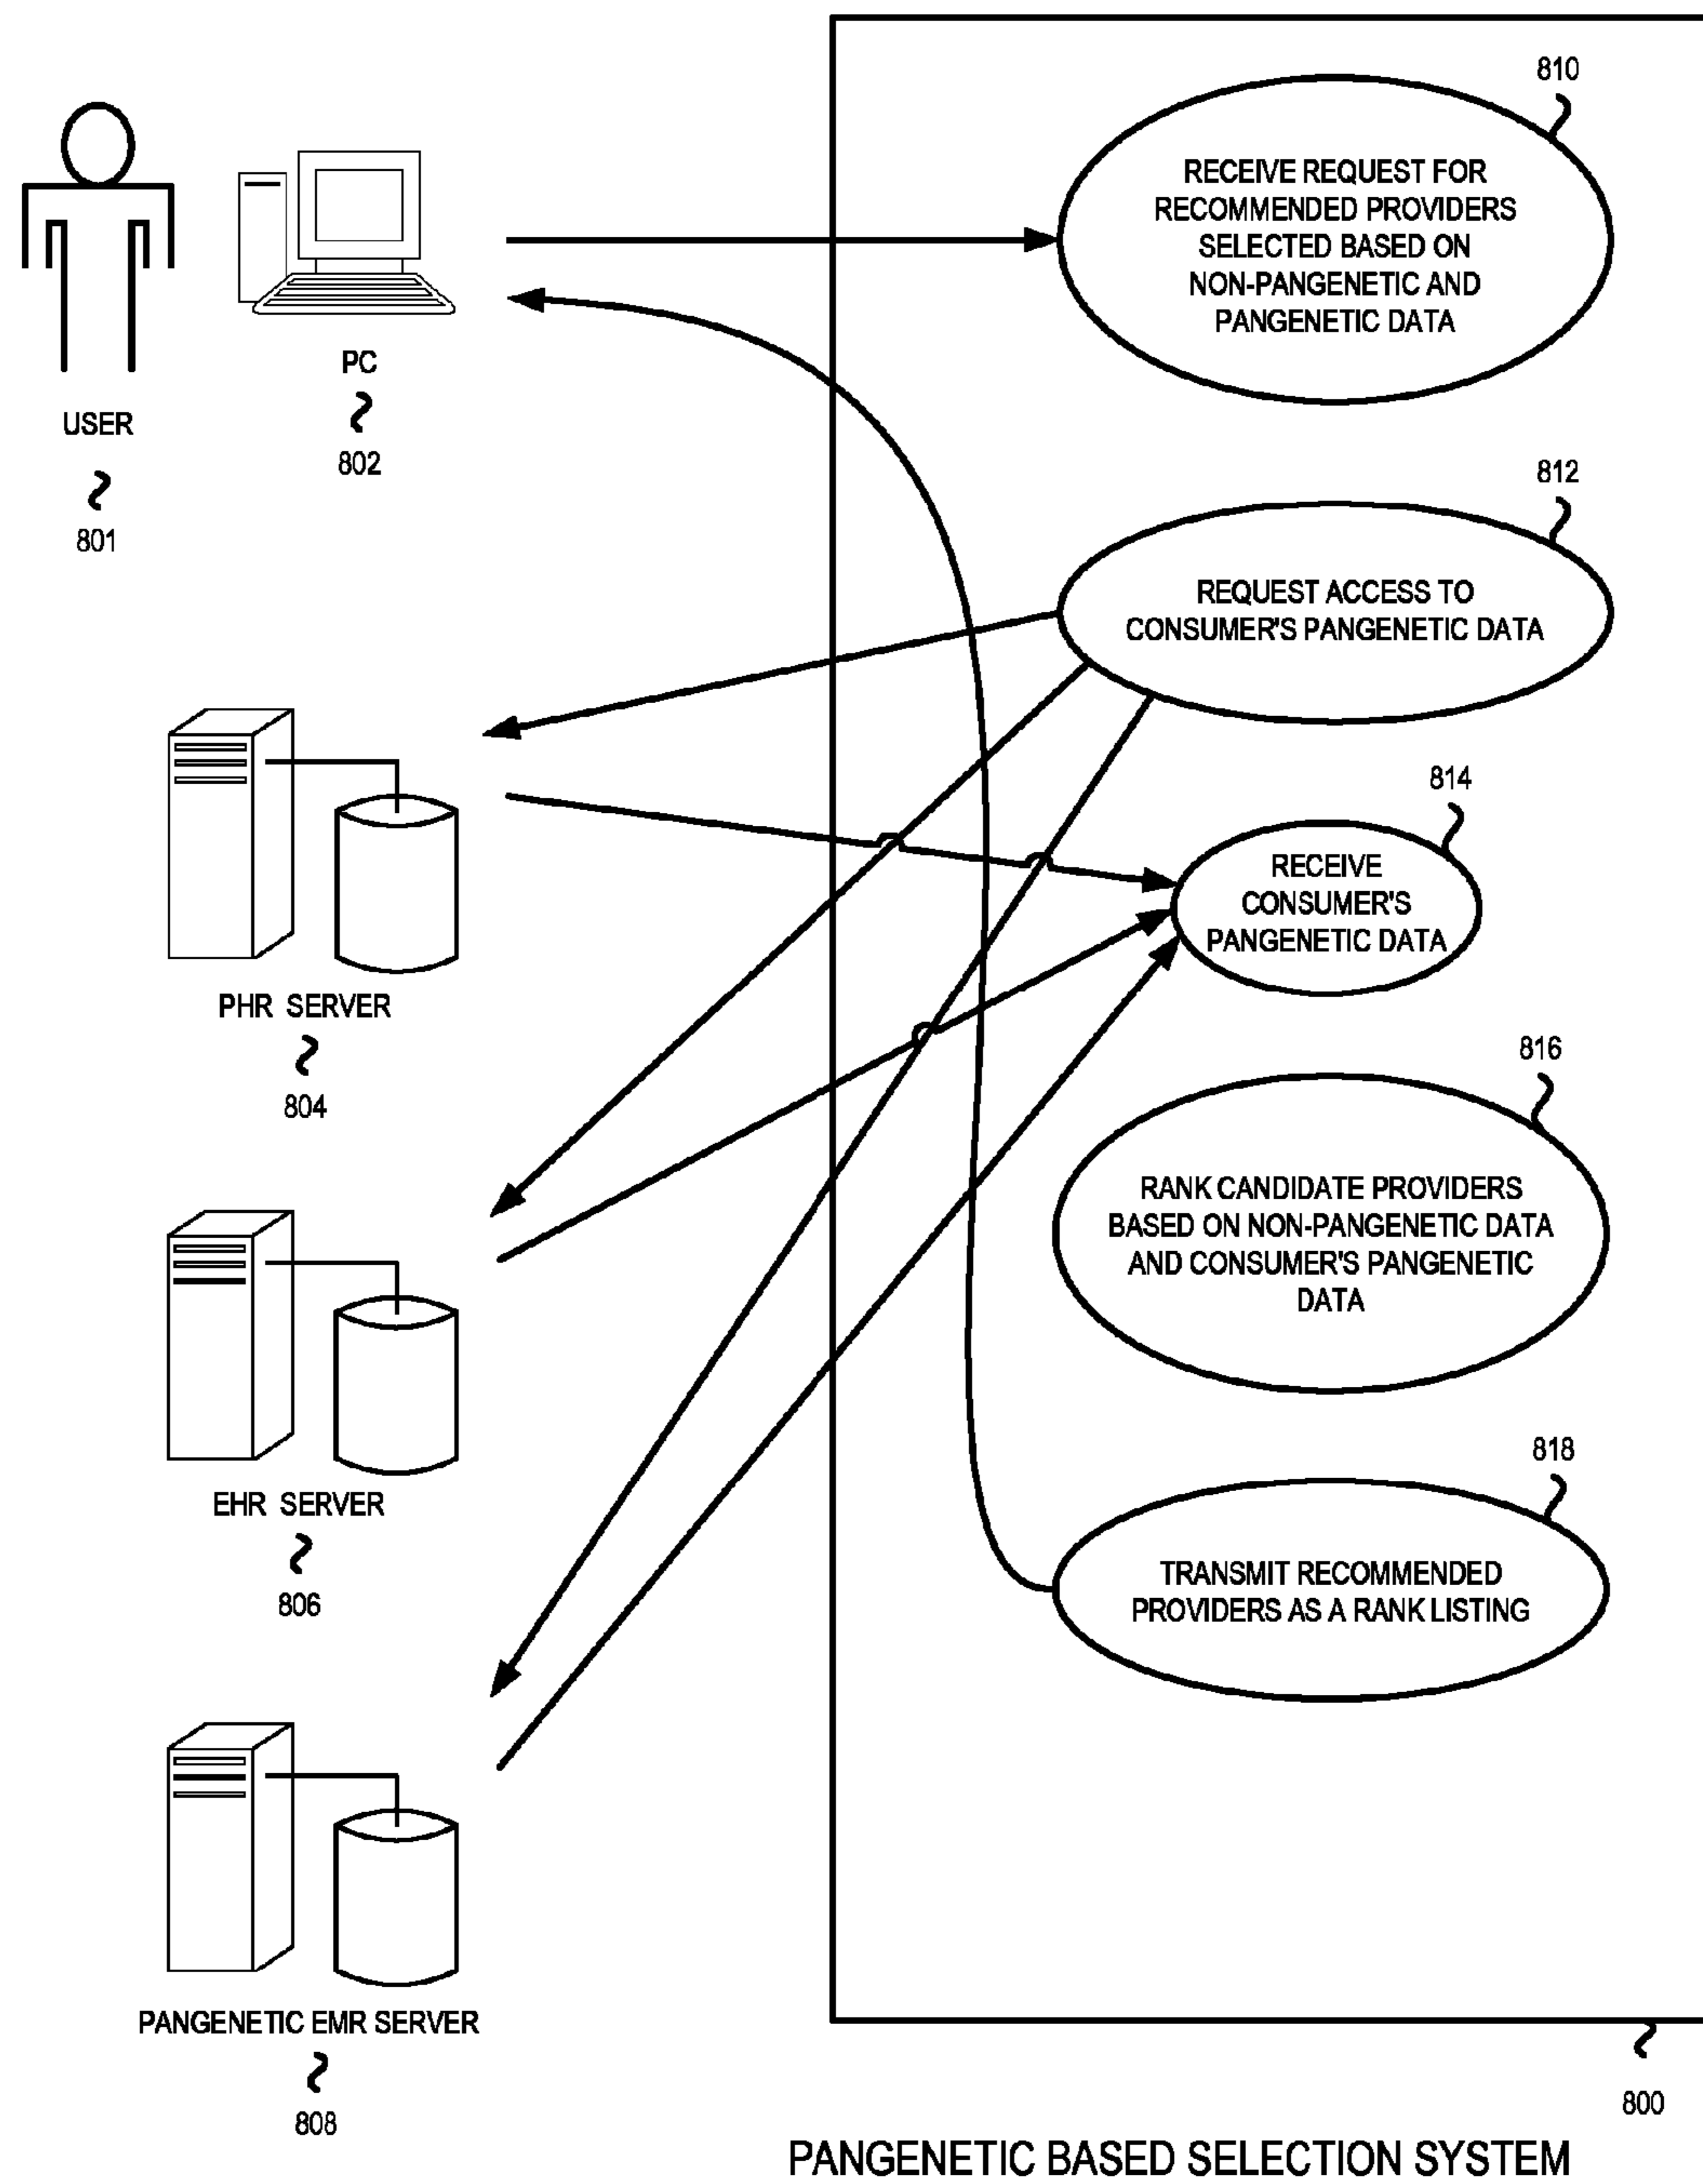 810
RECEIVE REQUEST FOR
RECOMMENDED PROVIDERS
SELECTED BASED ON
NON-PANGENETIC AND
PANGENETIC DATA
PC
802
USER
801
812
REQUEST ACCESS TO
CONSUMER'S PANGENETIC DATA
814
RECEIVE
CONSUMER'S
PANGENETIC DATA
PHR SERVER
804
816
RANK CANDIDATE PROVIDERS
BASED ON NON-PANGENETIC DATA
AND CONSUMER'S PANGENETIC
DATA
EHR SERVER
806
818
TRANSMIT RECOMMENDED
PROVIDERS AS A RANK LISTING
PANGENETIC EMR SERVER
808
800
PANGENETIC BASED SELECTION SYSTEM